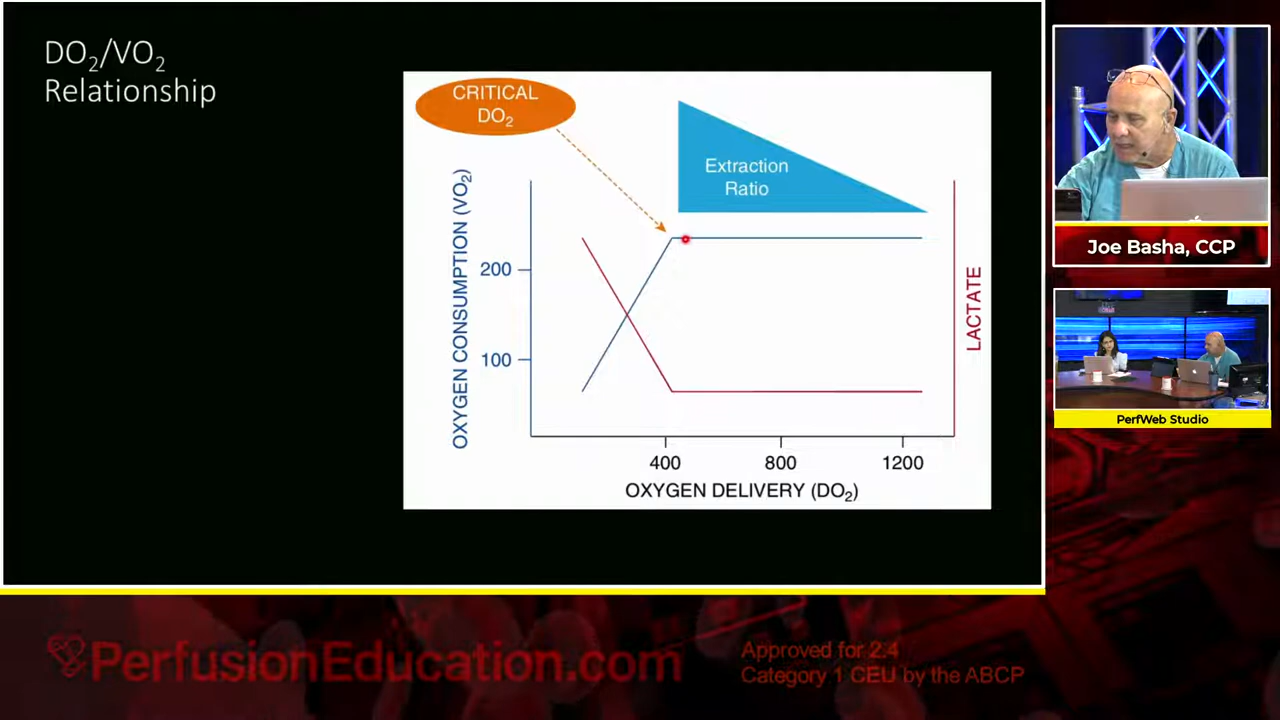 DO₂/VO₂
Relationship
CRITICAL
DO₂
Extraction
Ratio
OXYGEN CONSUMPTION (VO₂)
200
100
LACTATE
400 800 1200
OXYGEN DELIVERY (DO₂)
Joe Basha, CCP
PerfWeb Studio
PerfusionEducation.com
Approved for 2.4
Category 1 CEU by the ABCP